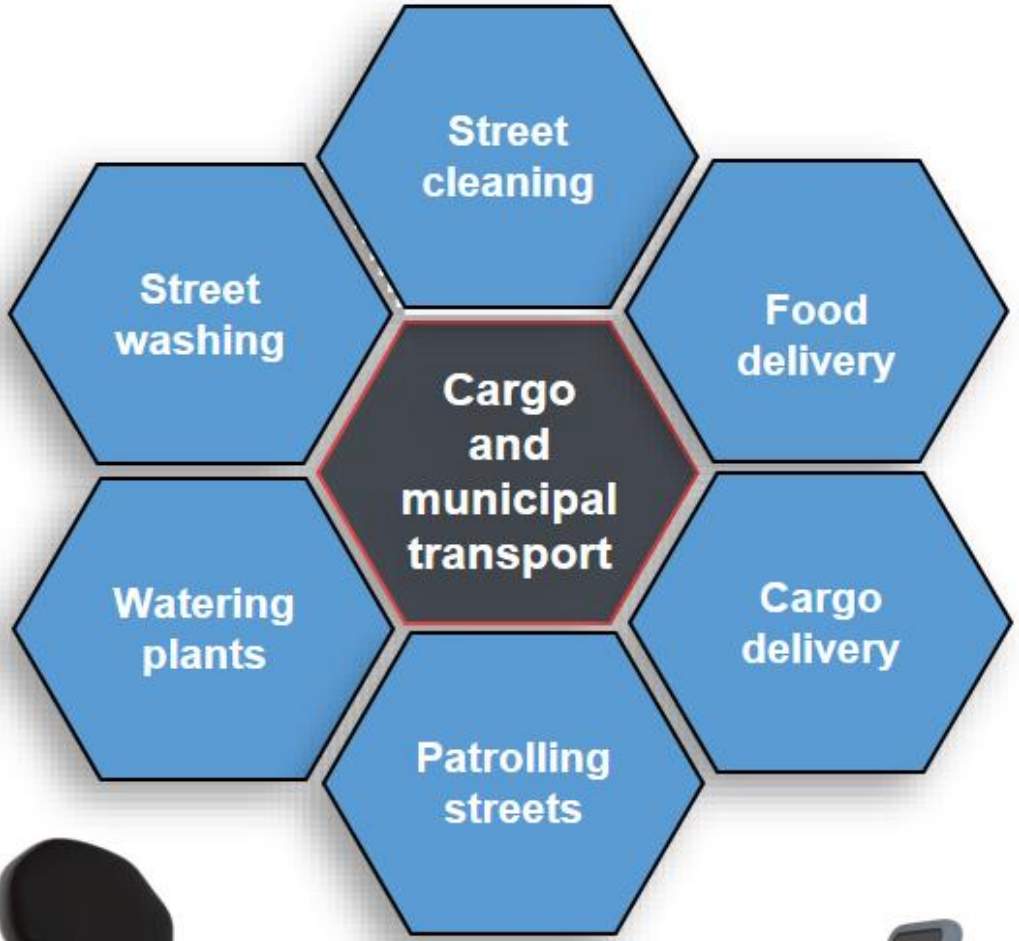 Street
cleaning
Street
washing
Food
delivery
Cargo
and
municipal
transport
Watering
plants
Cargo
delivery
Patrolling
streets